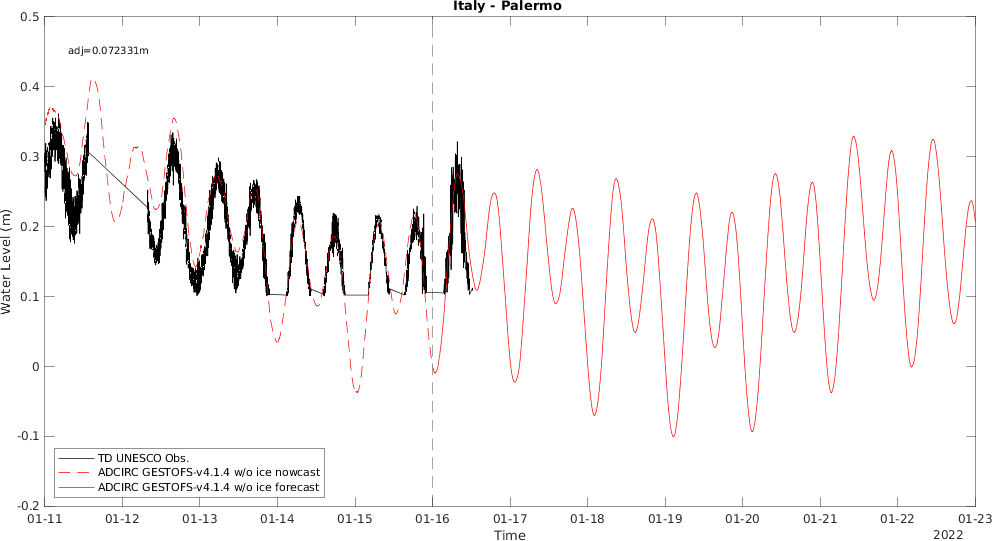 Italy - Palermo
adj=0.072331m
0.5
0.4
0.3
0.2
0.1
0
-0.1
-0.2
Water Level (m)
TD UNESCO Obs.
ADCIRC GESTOFS-v4.1.4 w/o ice nowcast
ADCIRC GESTOFS-v4.1.4 w/o ice forecast
01-11 01-12 01-13 01-14 01-15 01-16 01-17 01-18 01-19 01-20 01-21 01-22 01-23
Time
2022